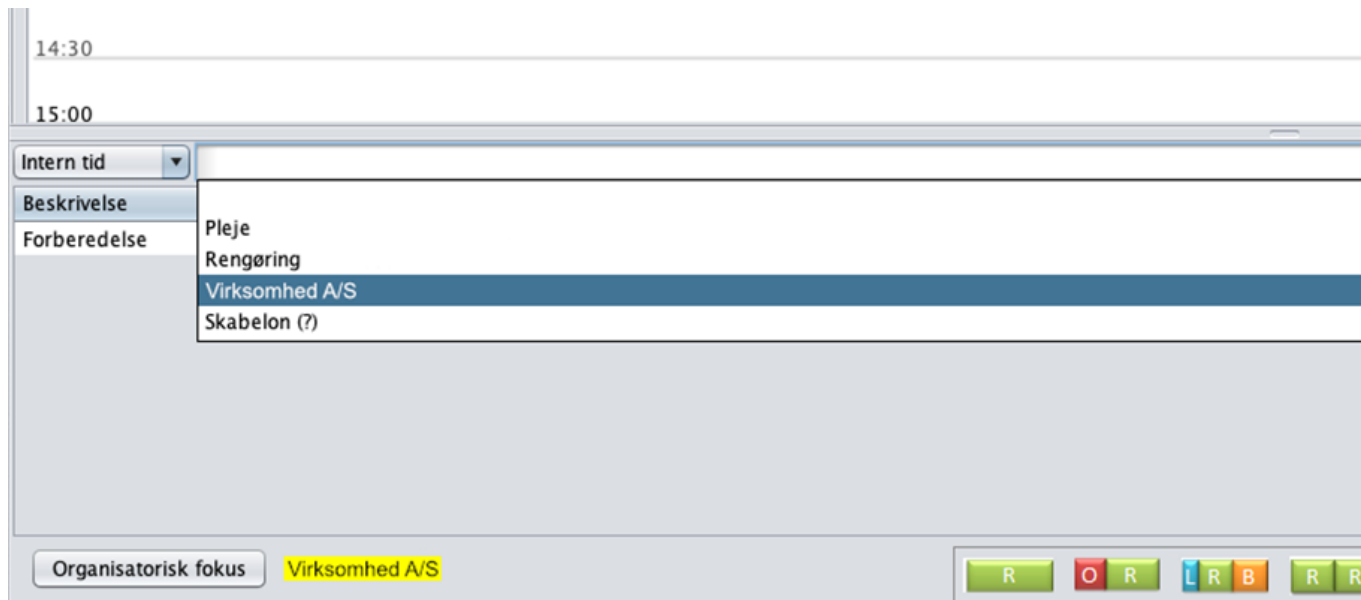 14:30
15:00
Intern tid
Beskrivelse
Forberedelse
Pleje
Rengøring
Virksomhed A/S
Skabelon (?)
Organisatorisk fokus Virksomhed A/S
R O R L R B R R